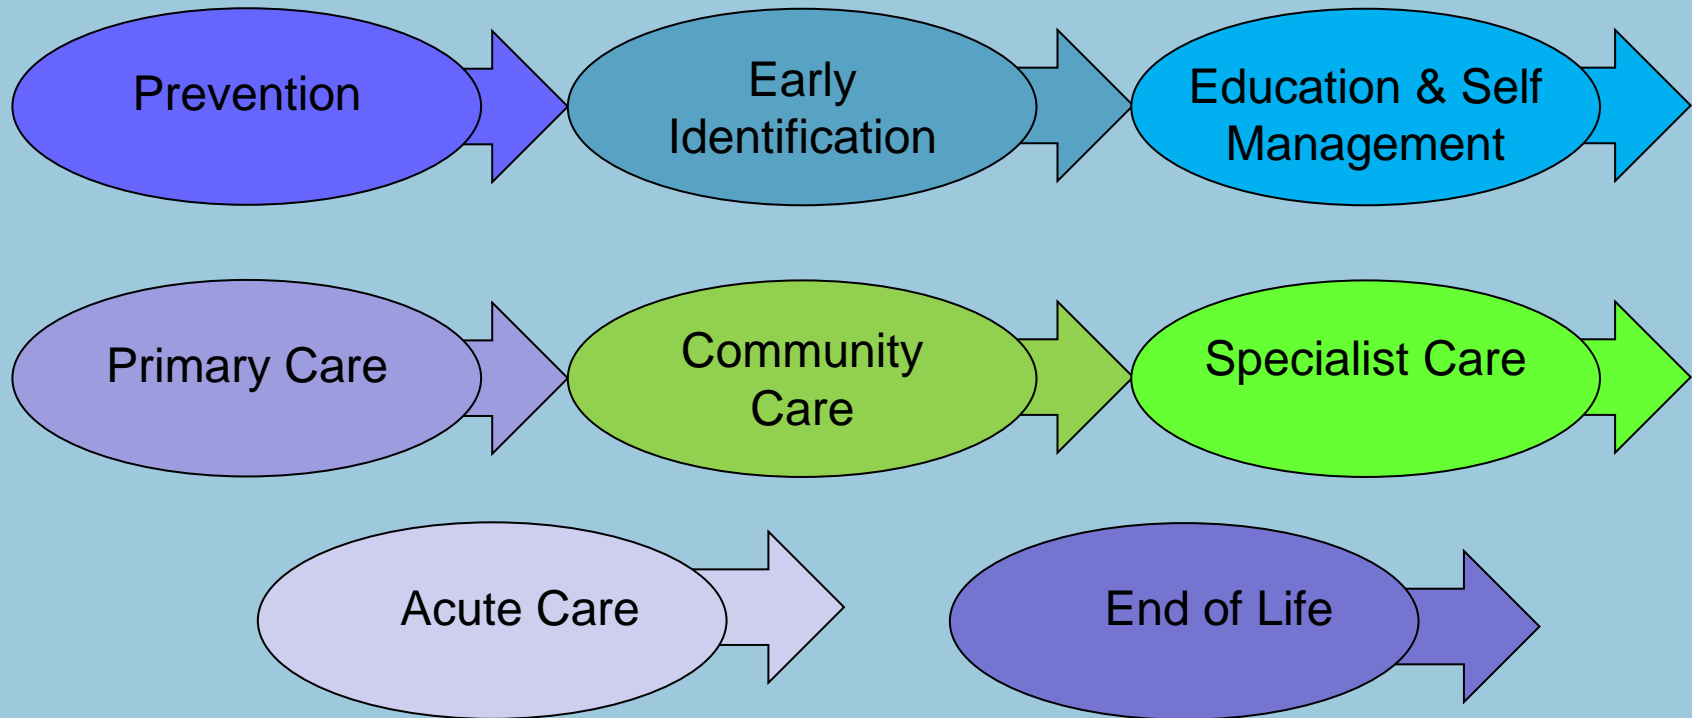 Prevention
Early
Identification
Education & Self
Management
Primary Care
Community
Care
Specialist Care
Acute Care
End of Life